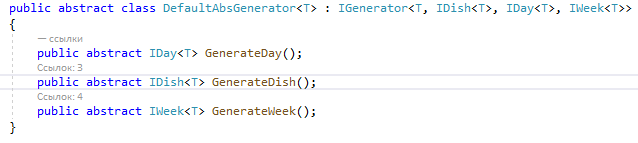 public abstract class DefaultAbsGenerator<T> : IGenerator<T, IDish<T>, IDay<T>, IWeek<T>>
{
— ссылки
public abstract IDay<T> GenerateDay();
Ссылок: 3
public abstract IDish<T> GenerateDish();
Ссылок: 4
public abstract IWeek<T> GenerateWeek();
}